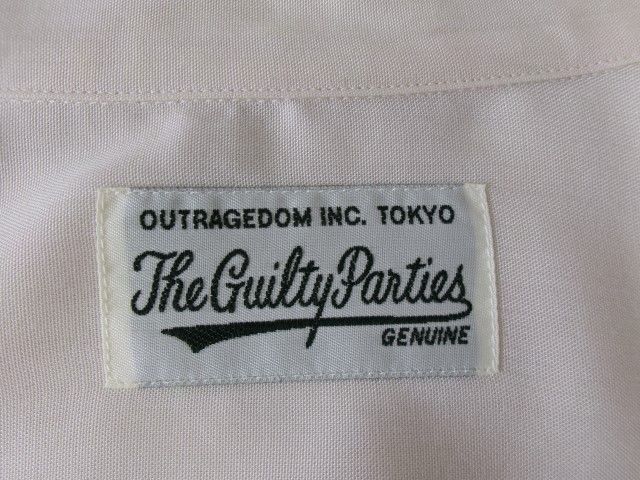 OUTRAGEDOM INC. TOKYO
The Guilty Parties
GENUINE